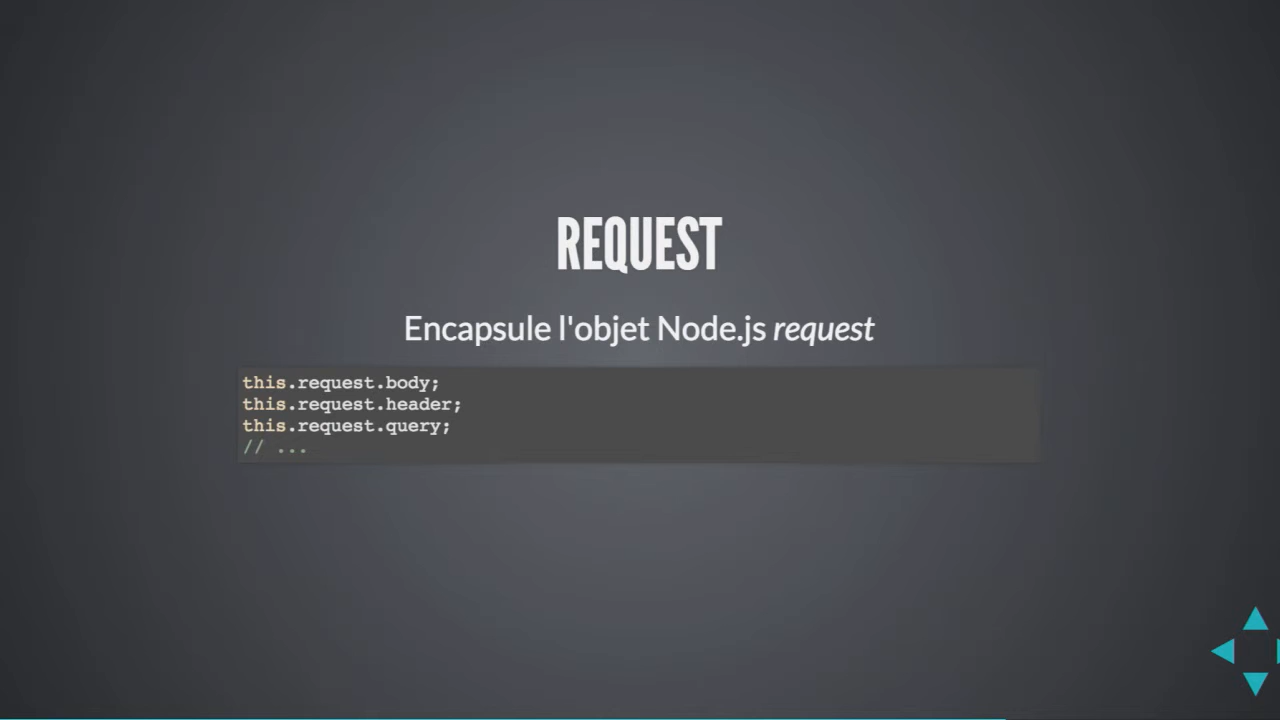 REQUEST
Encapsule l'objet Node.js request
this.request.body;
this.request.header;
this.request.query;
// ...